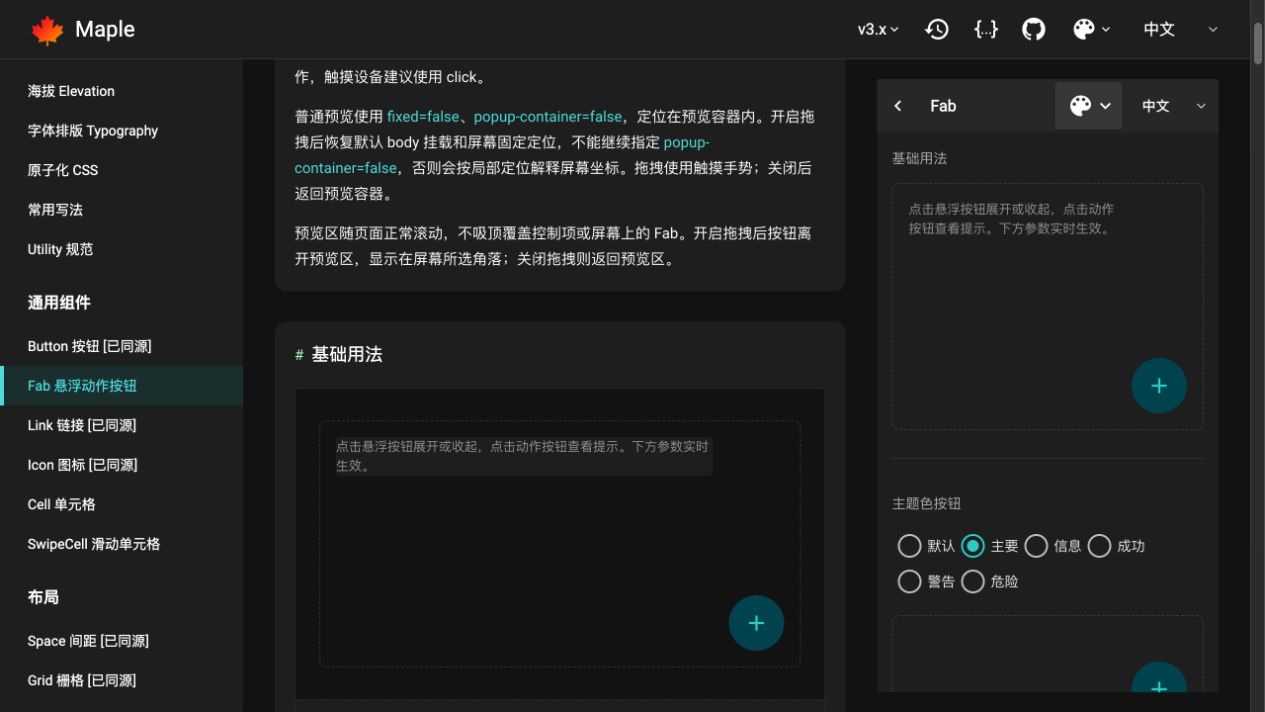 Maple
v3.x
中文
海拔 Elevation
字体排版 Typography
原子化 CSS
常用写法
Utility 规范
通用组件
Button 按钮 [已同源]
Fab 悬浮动作按钮
Link 链接 [已同源]
Icon 图标 [已同源]
Cell 单元格
SwipeCell 滑动单元格
布局
Space 间距 [已同源]
Grid 栅格 [已同源]
作，触摸设备建议使用 click。
普通预览使用 fixed=false、popup-container=false，定位在预览容器内。开启拖
拽后恢复默认 body 挂载和屏幕固定定位，不能继续指定 popup-
container=false，否则会按局部定位解释屏幕坐标。拖拽使用触摸手势；关闭后
返回预览容器。
预览区随页面正常滚动，不吸顶覆盖控制项或屏幕上的 Fab。开启拖拽后按钮离
开预览区，显示在屏幕所选角落；关闭拖拽则返回预览区。
# 基础用法
点击悬浮按钮展开或收起，点击动作按钮查看提示。下方参数实时
生效。
Fab
中文
基础用法
点击悬浮按钮展开或收起，点击动作
按钮查看提示。下方参数实时生效。
主题色按钮
默认 主要 信息 成功
警告 危险